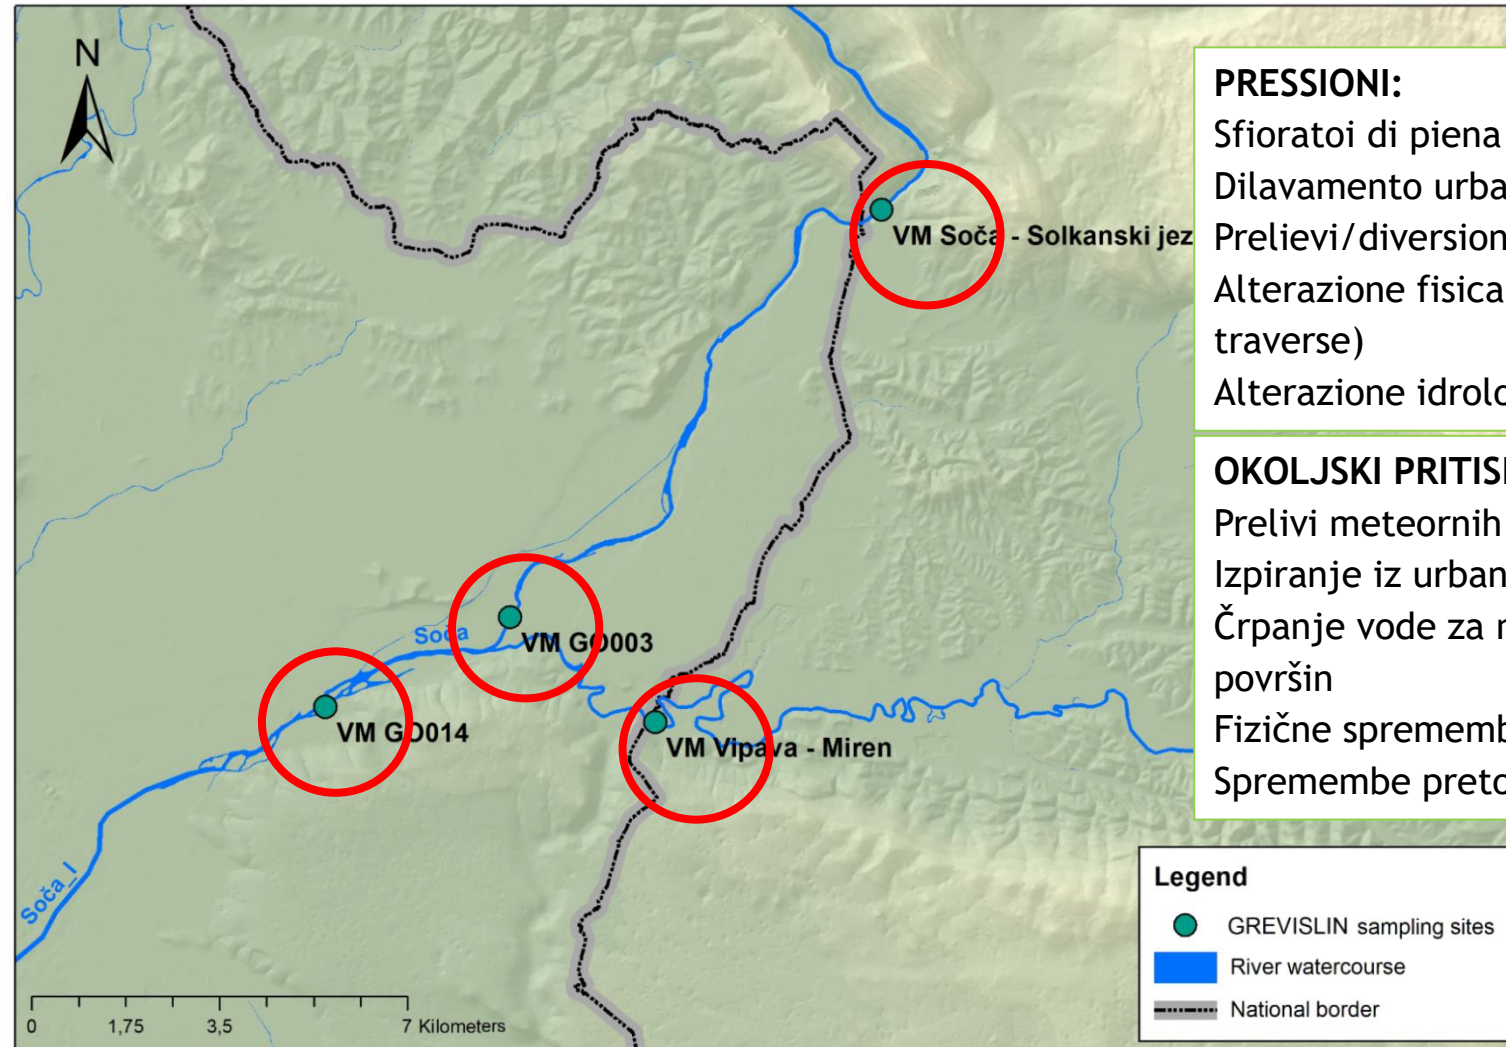 N
PRESSIONI:
Sfioratoi di piena
Dilavamento urba
Prelievi/diversion
Alterazione fisica
traverse)
Alterazione idrolo
VM Soča - Solkanski jez
OKOLJSKI PRITISI
Prelivi meteornih
Izpiranje iz urban
Črpanje vode za n
površin
Fizične sprememb
Spremembe preto
Soča
VM GO003
VM GO014
VM Vipava - Miren
Soča_I
Legend
GREVISLIN sampling sites
River watercourse
National border
0 1,75 3,5 7 Kilometers